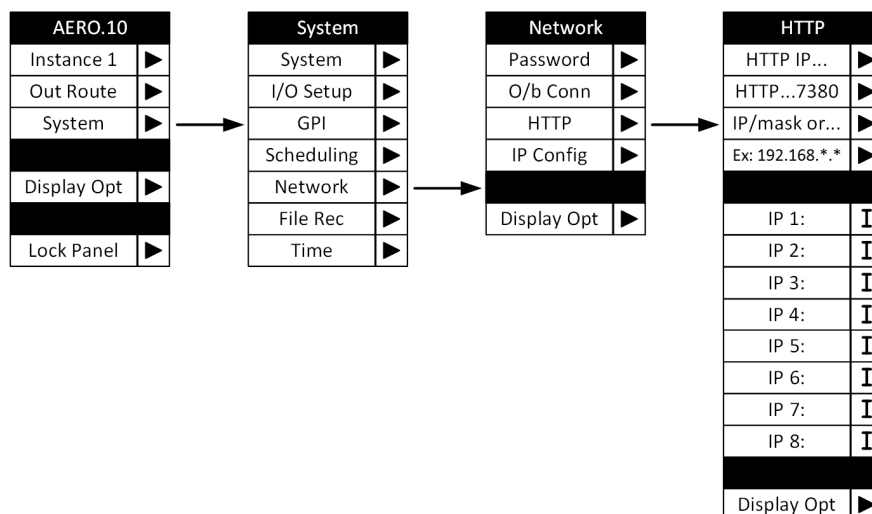 AERO.10
Instance 1
Out Route
System
Display Opt
Lock Panel
System
System
I/O Setup
GPI
Scheduling
Network
File Rec
Time
Network
Password
O/b Conn
HTTP
IP Config
Display Opt
HTTP
HTTP IP...
HTTP...7380
IP/mask or...
Ex: 192.168.*.*
IP 1:
IP 2:
IP 3:
IP 4:
IP 5:
IP 6:
IP 7:
IP 8:
Display Opt